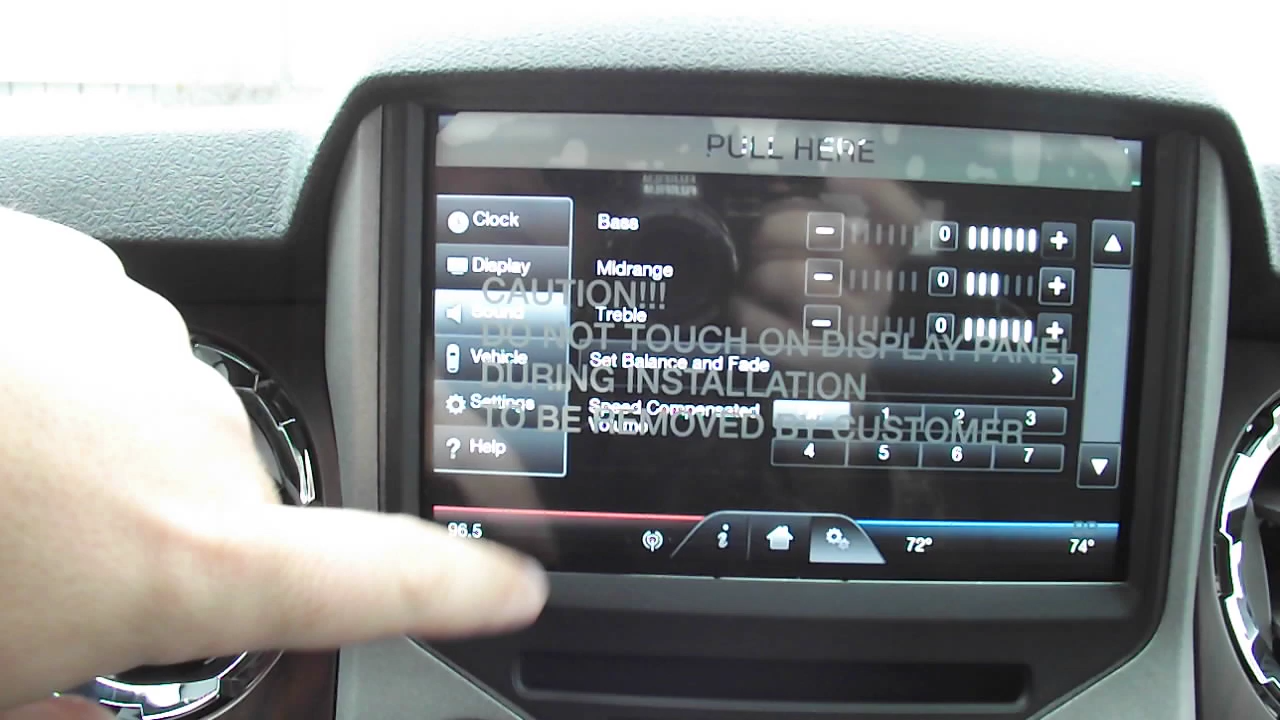 PULL HERE
Clock
Display
Sound
Vehicle
Settings
? Help
Bass - 0 +
Midrange - 0 +
Treble - 0 +
Set Balance and Fade >
Speed Compensated
Volume
1 2 3
4 5 6 7
CAUTION!!!
DO NOT TOUCH ON DISPLAY PANEL
DURING INSTALLATION
TO BE REMOVED BY CUSTOMER
96.5 i 72° 74°